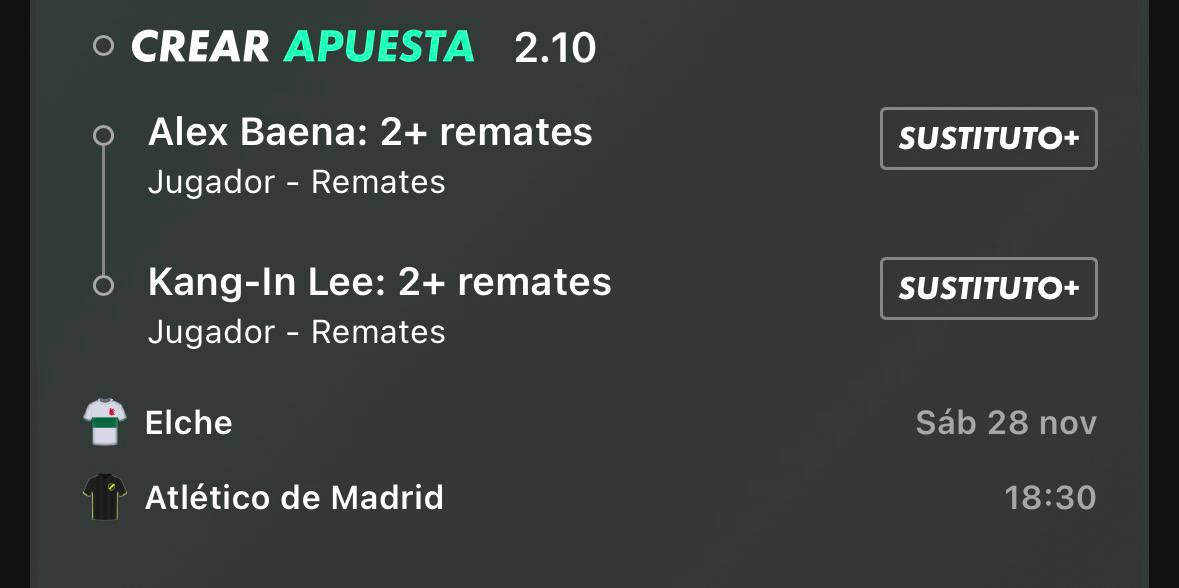 CREAR APUESTA 2.10
Alex Baena: 2+ remates SUSTITUTO+
Jugador - Remates
Kang-In Lee: 2+ remates SUSTITUTO+
Jugador - Remates
Elche Sáb 28 nov
Atlético de Madrid 18:30